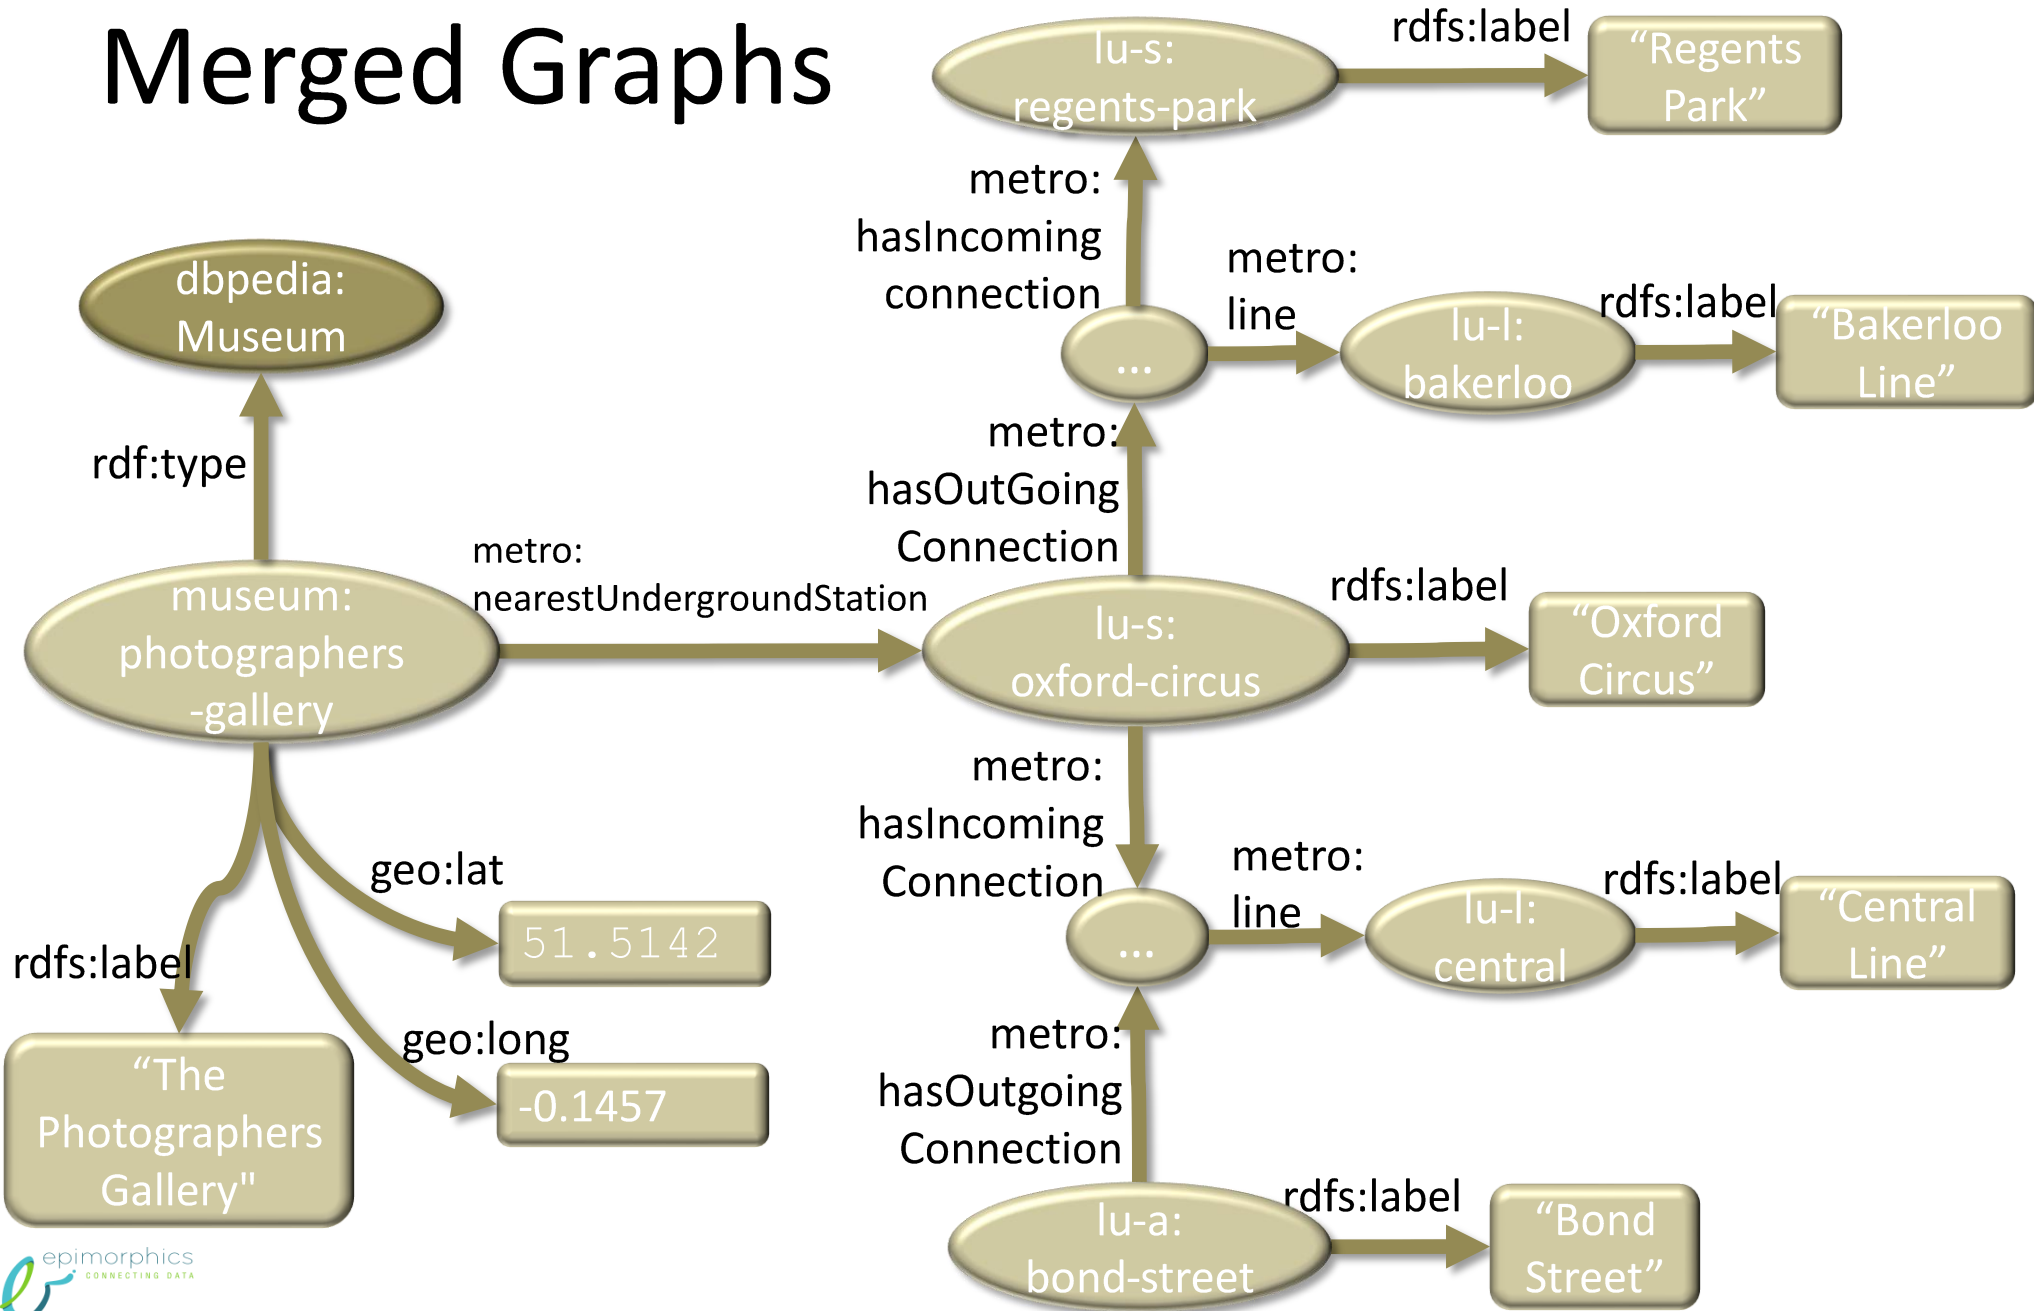 Merged Graphs
lu-s:
regents-park
rdfs:label
“Regents
Park”
metro:
hasIncoming
connection
metro:
line
...
lu-l:
bakerloo
rdfs:label
“Bakerloo
Line”
dbpedia:
Museum
rdf:type
metro:
hasOutGoing
Connection
museum:
photographers
-gallery
metro:
nearestUndergroundStation
lu-s:
oxford-circus
rdfs:label
“Oxford
Circus”
metro:
hasIncoming
Connection
metro:
line
...
lu-l:
central
rdfs:label
“Central
Line”
geo:lat
51.5142
rdfs:label
geo:long
-0.1457
“The
Photographers
Gallery"
metro:
hasOutgoing
Connection
lu-a:
bond-street
rdfs:label
“Bond
Street”
epimorphics
CONNECTING DATA